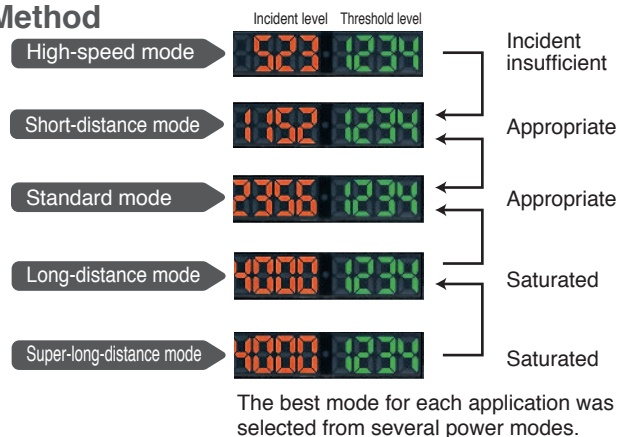 Method
Incident level Threshold level
High-speed mode 523 1234 Incident insufficient
Short-distance mode 1152 1234 Appropriate
Standard mode 2356 1234 Appropriate
Long-distance mode 4000 1234 Saturated
Super-long-distance mode 4000 1234 Saturated
The best mode for each application was
selected from several power modes.